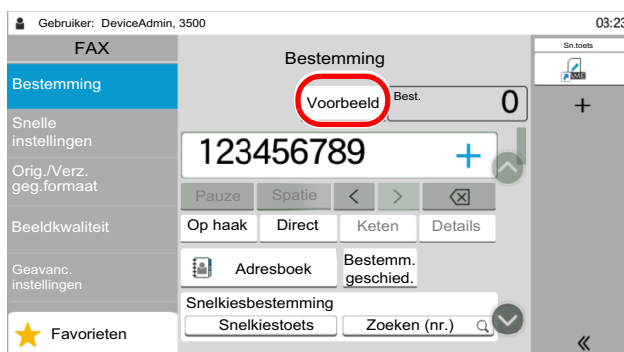 Gebruiker: DeviceAdmin, 3500
03:23
FAX
Bestemming
Snelle
instellingen
Orig./Verz.
geg.formaat
Beeldkwaliteit
Geavanc.
instellingen
Favorieten
Bestemming
Voorbeeld
Best.
0
123456789
+
Pauze
Spatie
<
>
Op haak
Direct
Keten
Details
Adresboek
Bestemm.
geschied.
Snelkiesbestemming
Snelkiestoets
Zoeken (nr.)
Sn.toets
+